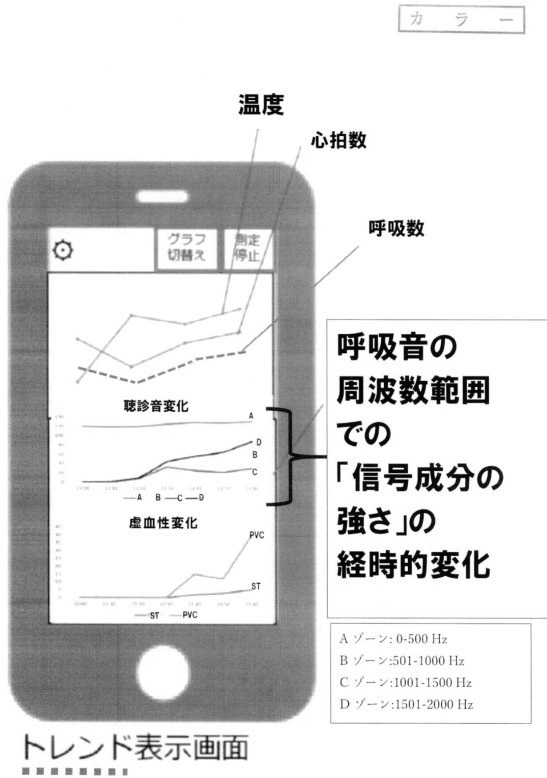 カラー
温度
心拍数
呼吸数
グラフ
切替え
測定
停止
呼吸音の
周波数範囲
での
「信号成分の
強さ」の
経時的変化
聴診音変化
A
D
B
C
A B C D
虚血性変化
PVC
ST
ST PVC
A ゾーン: 0-500 Hz
B ゾーン:501-1000 Hz
C ゾーン:1001-1500 Hz
D ゾーン:1501-2000 Hz
トレンド表示画面